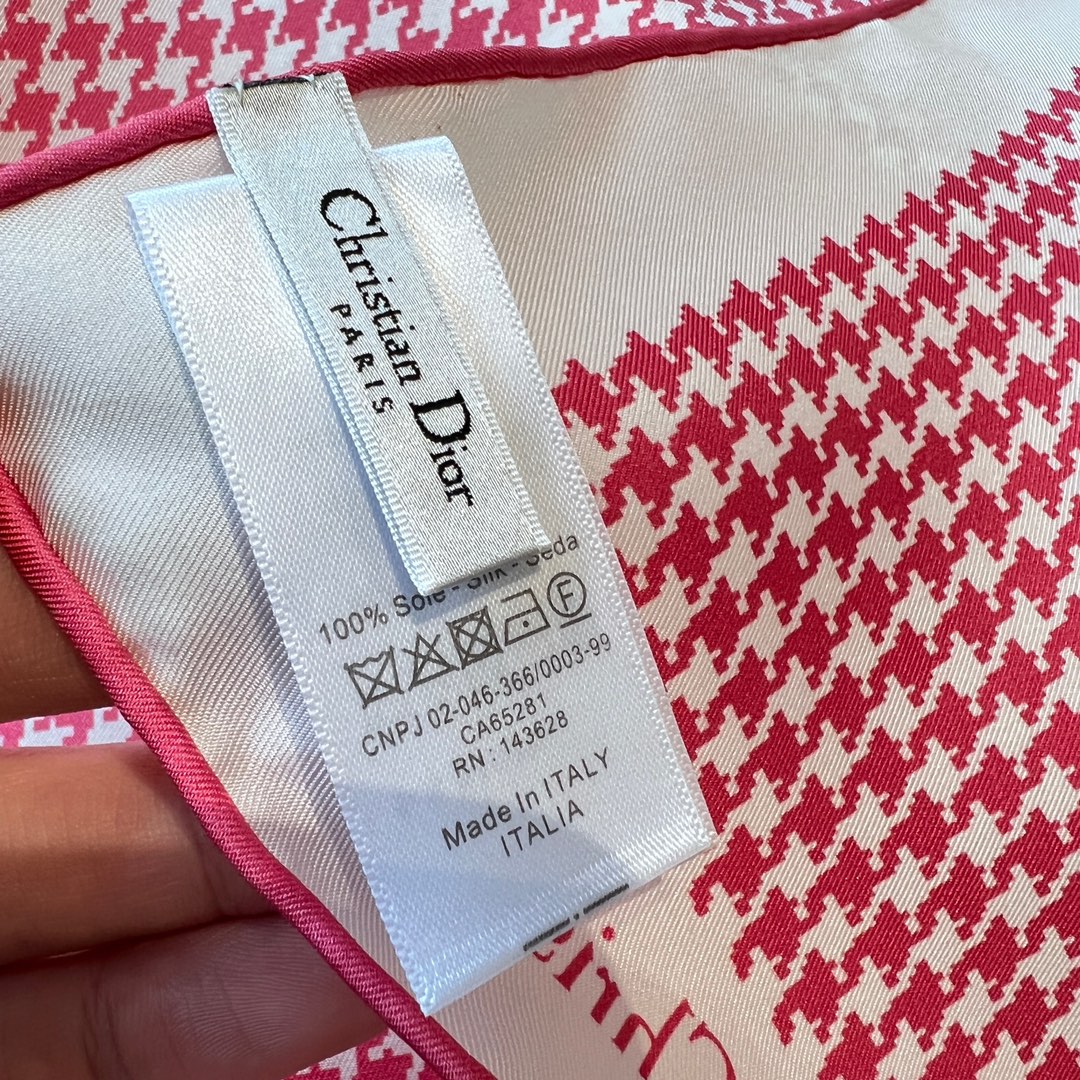 Christian Dior
PARIS
100% Soie - Silk - Seda
F
CNPJ 02-046-366/0003-99
CA65281
RN: 143628
Made In ITALY
ITALIA